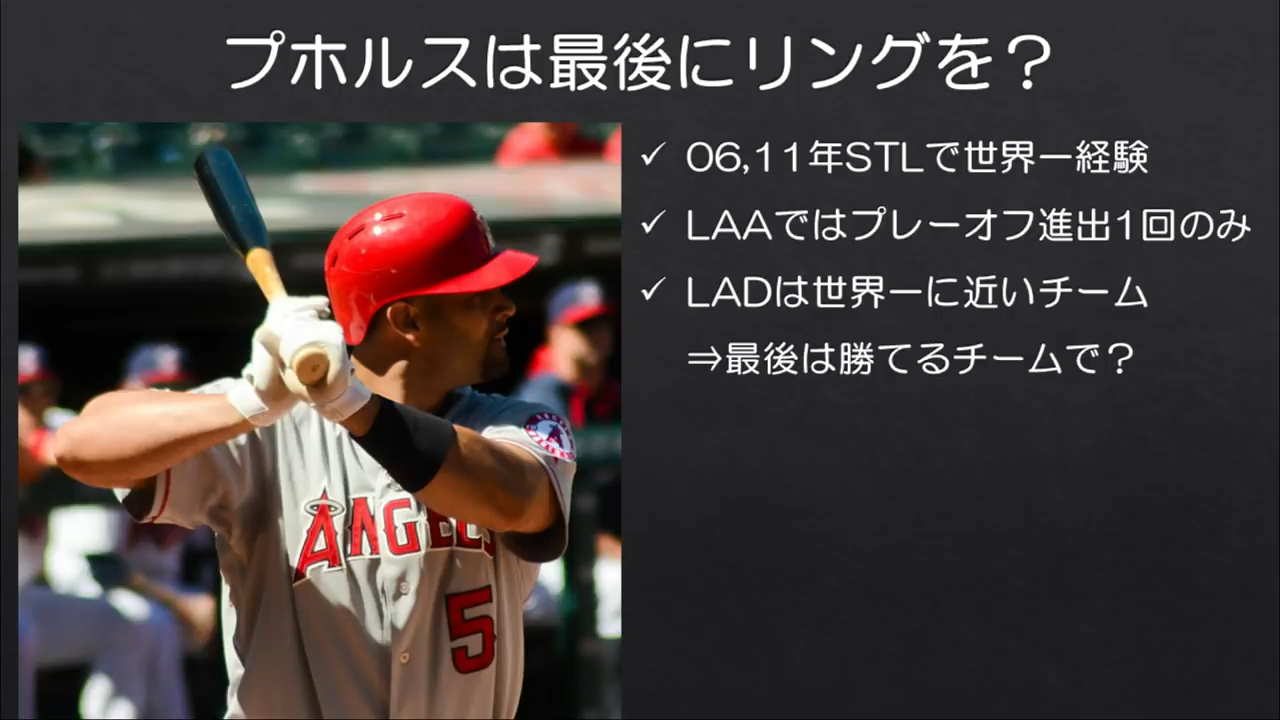 プホルスは最後にリングを？
06,11年STLで世界一経験
LAAではプレーオフ進出1回のみ
LADは世界一に近いチーム
⇒最後は勝てるチームで？
ANGELS
5